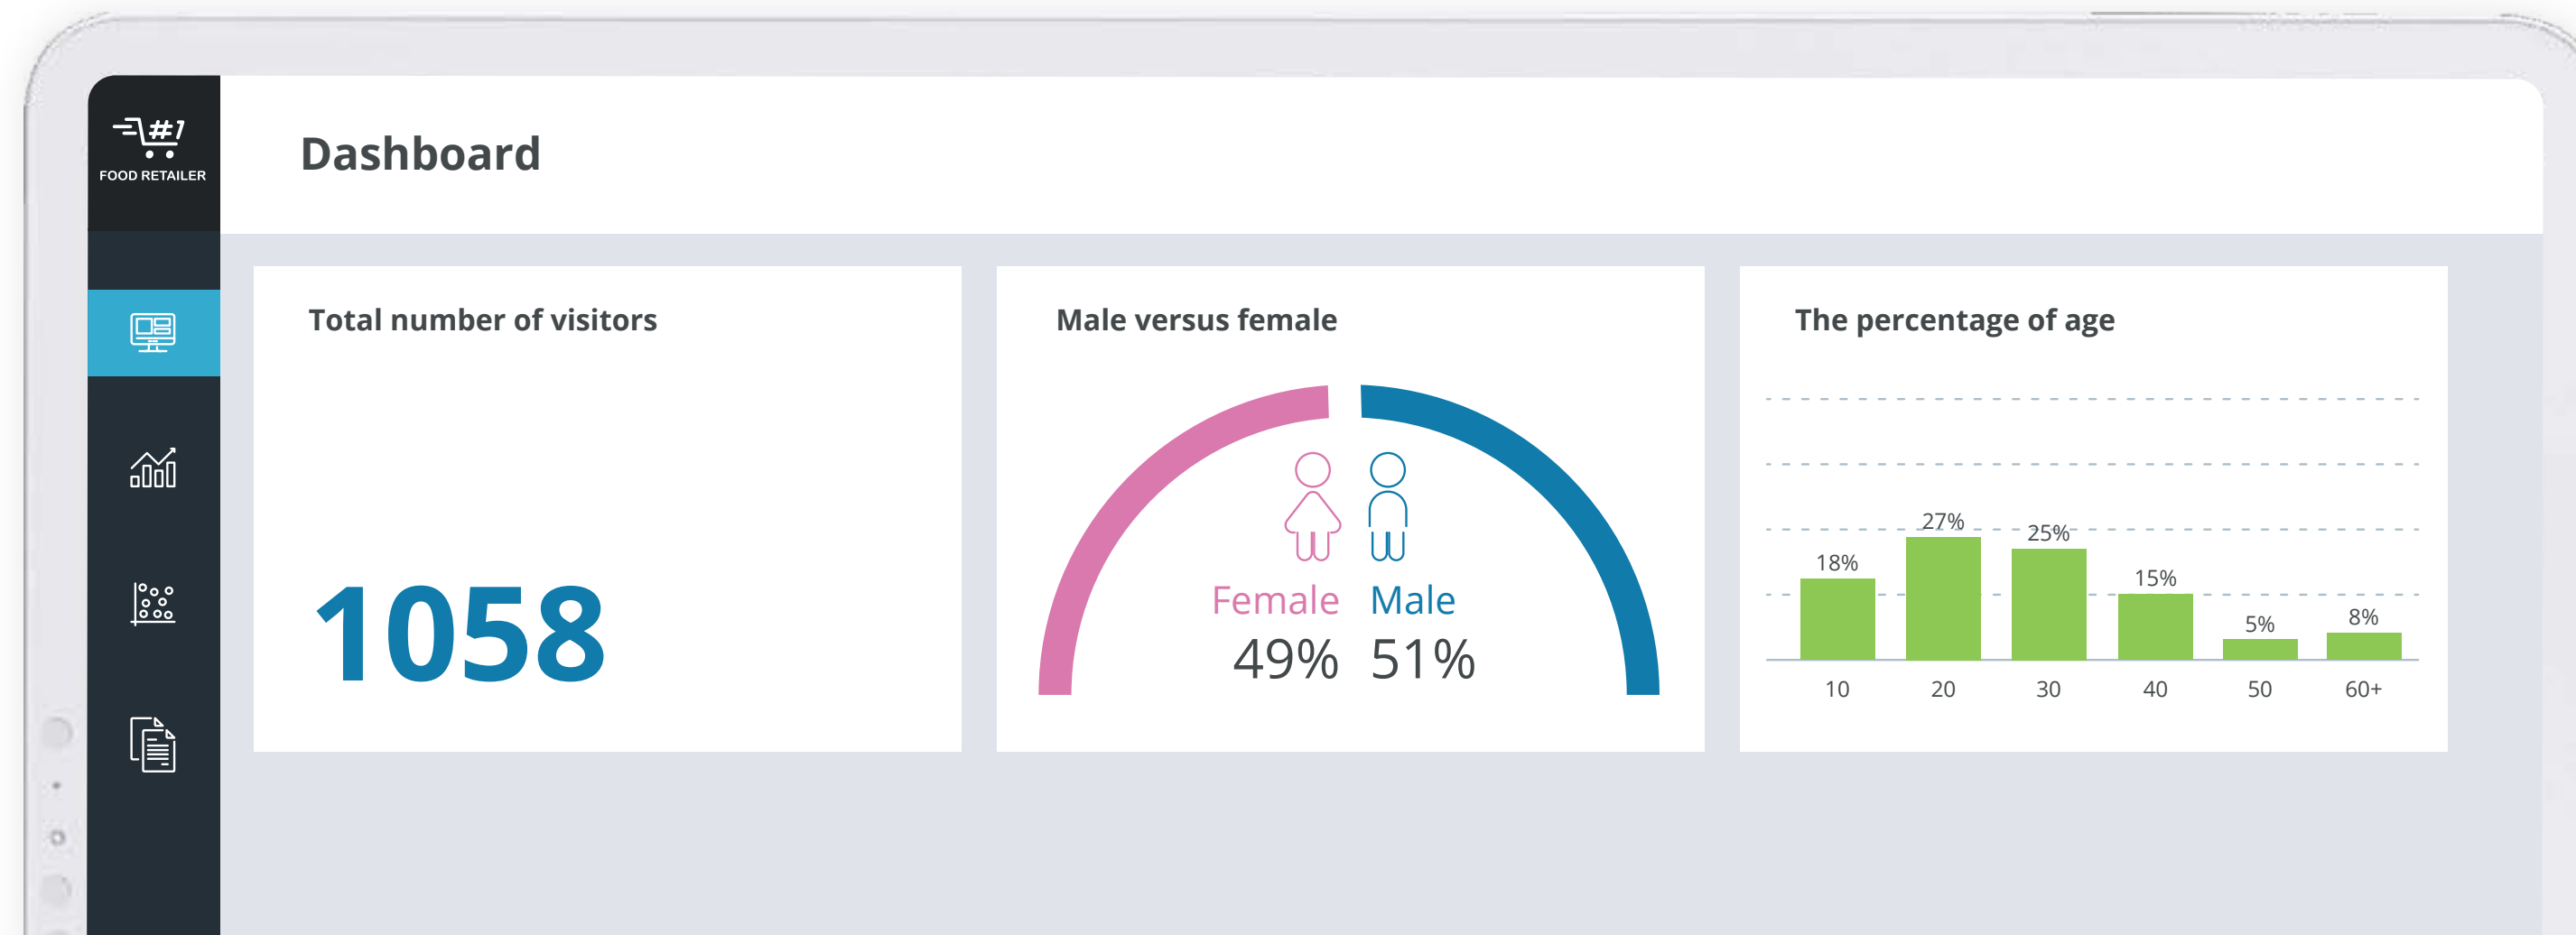 #1
FOOD RETAILER
Dashboard
Total number of visitors
1058
Male versus female
Female Male
49% 51%
The percentage of age
18% 27% 25% 15% 5% 8%
10 20 30 40 50 60+